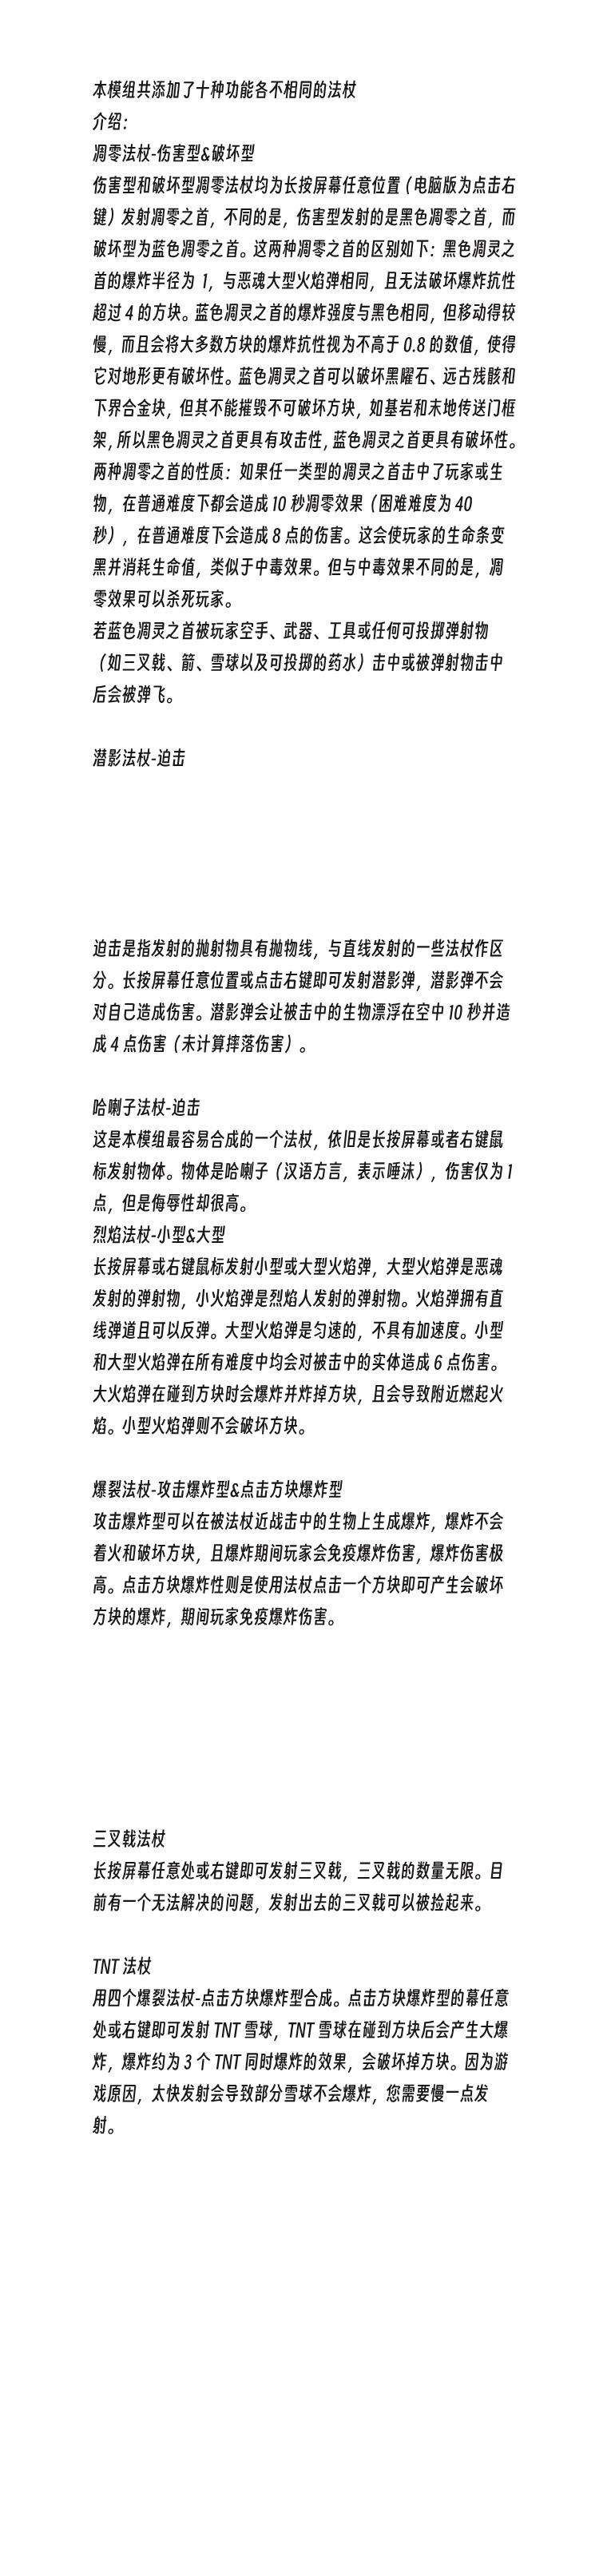 本模组共添加了十种功能各不相同的法杖
介绍：
凋零法杖-伤害型&破坏型
伤害型和破坏型凋零法杖均为长按屏幕任意位置（电脑版为点击右
键）发射凋零之首，不同的是，伤害型发射的是黑色凋零之首，而
破坏型为蓝色凋零之首。这两种凋零之首的区别如下：黑色凋灵之
首的爆炸半径为 1，与恶魂大型火焰弹相同，且无法破坏爆炸抗性
超过 4 的方块。蓝色凋灵之首的爆炸强度与黑色相同，但移动得较
慢，而且会将大多数方块的爆炸抗性视为不高于 0.8 的数值，使得
它对地形更有破坏性。蓝色凋灵之首可以破坏黑曜石、远古残骸和
下界合金块，但其不能摧毁不可破坏方块，如基岩和末地传送门框
架，所以黑色凋灵之首更具有攻击性，蓝色凋灵之首更具有破坏性。
两种凋零之首的性质：如果任一类型的凋灵之首击中了玩家或生
物，在普通难度下都会造成 10 秒凋零效果（困难难度为 40
秒），在普通难度下会造成 8 点的伤害。这会使玩家的生命条变
黑并消耗生命值，类似于中毒效果。但与中毒效果不同的是，凋
零效果可以杀死玩家。
若蓝色凋灵之首被玩家空手、武器、工具或任何可投掷弹射物
（如三叉戟、箭、雪球以及可投掷的药水）击中或被弹射物击中
后会被弹飞。
潜影法杖-迫击
迫击是指发射的抛射物具有抛物线，与直线发射的一些法杖作区
分。长按屏幕任意位置或点击右键即可发射潜影弹，潜影弹不会
对自己造成伤害。潜影弹会让被击中的生物漂浮在空中 10 秒并造
成 4 点伤害（未计算摔落伤害）。
哈喇子法杖-迫击
这是本模组最容易合成的一个法杖，依旧是长按屏幕或者右键鼠
标发射物体。物体是哈喇子（汉语方言，表示唾沫），伤害仅为 1
点，但是侮辱性却很高。
烈焰法杖-小型&大型
长按屏幕或右键鼠标发射小型或大型火焰弹，大型火焰弹是恶魂
发射的弹射物，小火焰弹是烈焰人发射的弹射物。火焰弹拥有直
线弹道且可以反弹。大型火焰弹是匀速的，不具有加速度。小型
和大型火焰弹在所有难度中均会对被击中的实体造成 6 点伤害。
大火焰弹在碰到方块时会爆炸并炸掉方块，且会导致附近燃起火
焰。小型火焰弹则不会破坏方块。
爆裂法杖-攻击爆炸型&点击方块爆炸型
攻击爆炸型可以在被法杖近战击中的生物上生成爆炸，爆炸不会
着火和破坏方块，且爆炸期间玩家会免疫爆炸伤害，爆炸伤害极
高。点击方块爆炸性则是使用法杖点击一个方块即可产生会破坏
方块的爆炸，期间玩家免疫爆炸伤害。
三叉戟法杖
长按屏幕任意处或右键即可发射三叉戟，三叉戟的数量无限。目
前有一个无法解决的问题，发射出去的三叉戟可以被捡起来。
TNT 法杖
用四个爆裂法杖-点击方块爆炸型合成。点击方块爆炸型的幕任意
处或右键即可发射 TNT 雪球，TNT 雪球在碰到方块后会产生大爆
炸，爆炸约为 3 个 TNT 同时爆炸的效果，会破坏掉方块。因为游
戏原因，太快发射会导致部分雪球不会爆炸，您需要慢一点发
射。